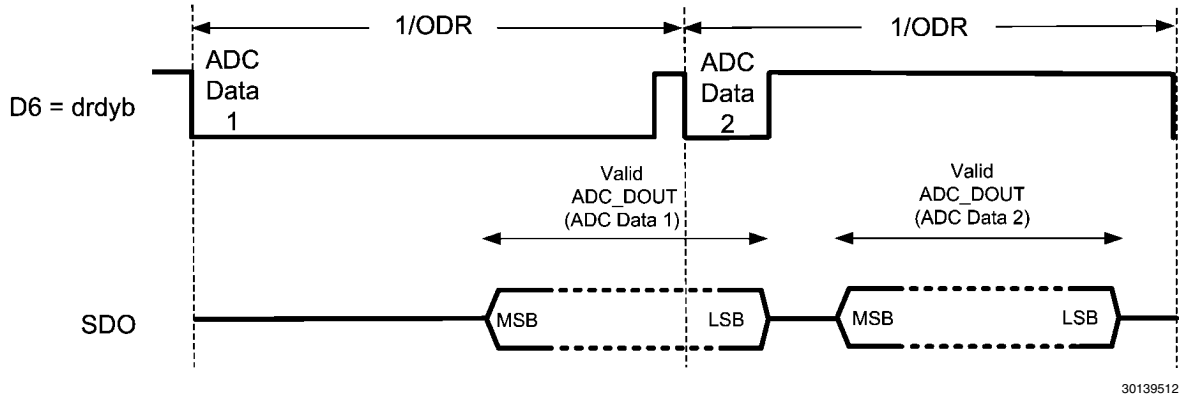 1/ODR
1/ODR
ADC
Data
1
ADC
Data
2
D6 = drdyb
Valid
ADC_DOUT
(ADC Data 1)
Valid
ADC_DOUT
(ADC Data 2)
SDO
MSB
LSB
MSB
LSB
30139512